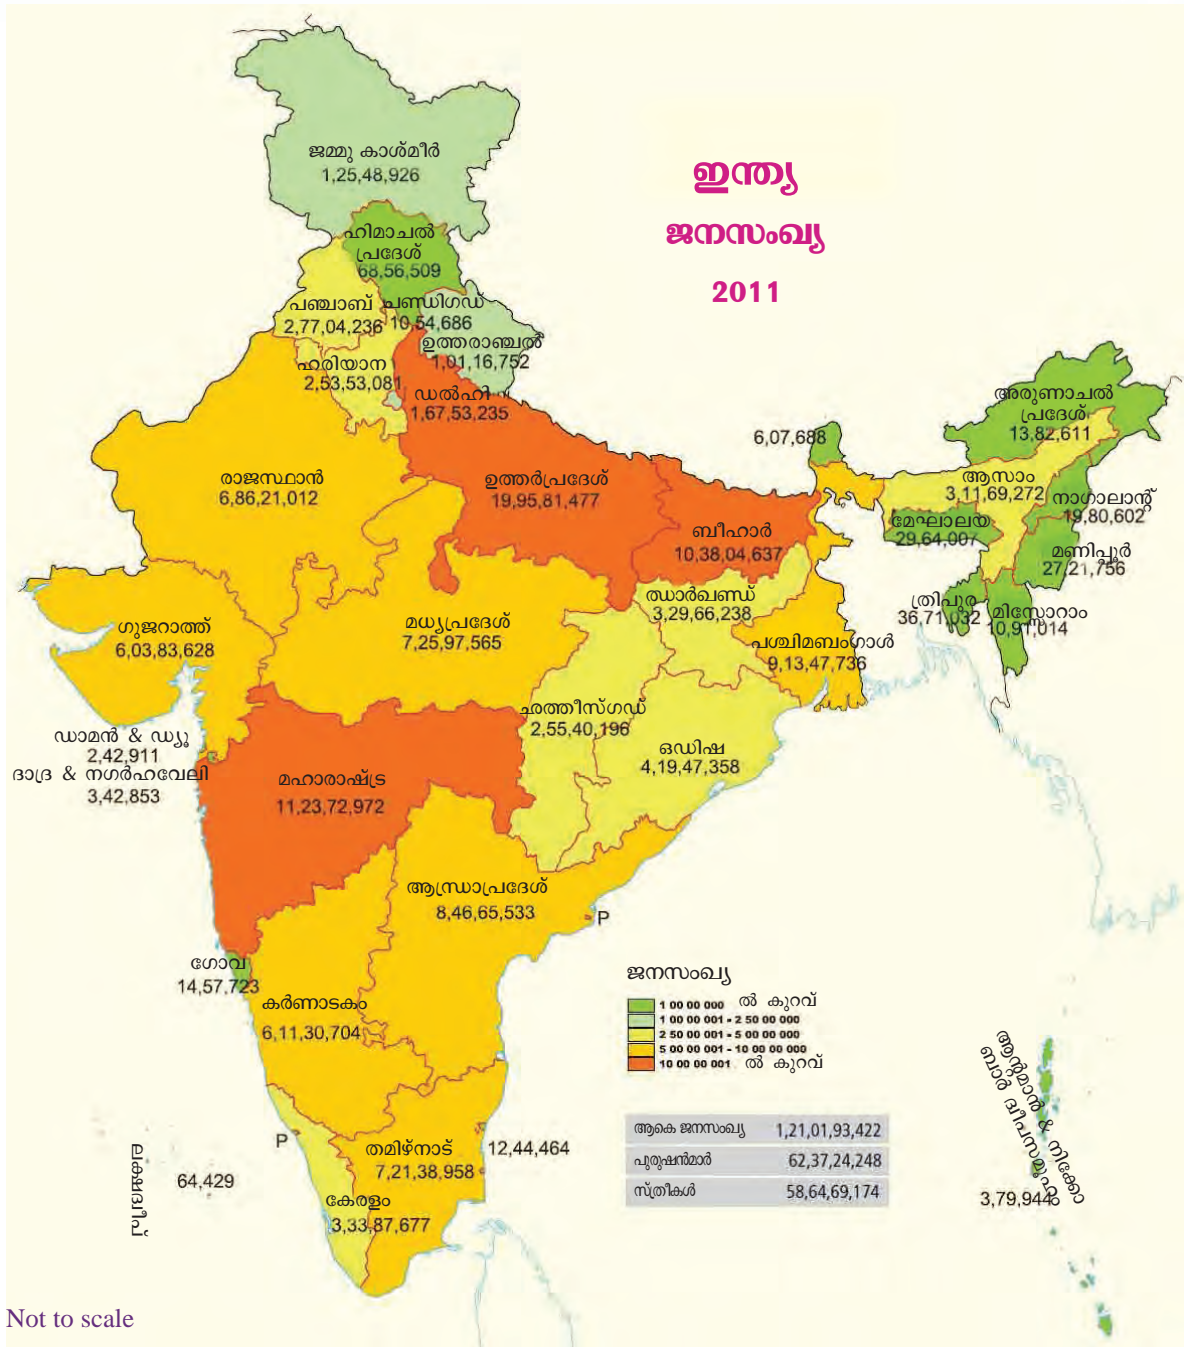 ഇന്ത്യ
ജനസംഖ്യ
2011
ജമ്മു കാശ്മീർ
1,25,48,926
ഹിമാചൽ
പ്രദേശ്
68,56,509
പഞ്ചാബ്
2,77,04,236
ചണ്ഡിഗഡ്
10,54,686
ഉത്തരാഞ്ചൽ
1,01,16,752
ഹരിയാന
2,53,53,081
ഡൽഹി
1,67,53,235
അരുണാചൽ
പ്രദേശ്
13,82,611
6,07,688
രാജസ്ഥാൻ
6,86,21,012
ഉത്തർപ്രദേശ്
19,95,81,477
ആസാം
3,11,69,272
നാഗാലാന്റ്
19,80,602
ബീഹാർ
10,38,04,637
മേഘാലയ
29,64,007
മണിപ്പൂർ
27,21,756
ഝാർഖണ്ഡ്
3,29,66,238
ത്രിപുര
36,71,032
മിസ്സോറാം
10,91,014
ഗുജറാത്ത്
6,03,83,628
മധ്യപ്രദേശ്
7,25,97,565
പശ്ചിമബംഗാൾ
9,13,47,736
ഛത്തീസ്ഗഡ്
2,55,40,196
ഡാമൻ & ഡ്യൂ
2,42,911
ദാദ്ര & നഗർഹവേലി
3,42,853
ഒഡിഷ
4,19,47,358
മഹാരാഷ്ട്ര
11,23,72,972
ആന്ധ്രാപ്രദേശ്
8,46,65,533
P
ഗോവ
14,57,723
കർണാടകം
6,11,30,704
ജനസംഖ്യ
1 00 00 000 ൽ കുറവ്
1 00 00 001 - 2 50 00 000
2 50 00 001 - 5 00 00 000
5 00 00 001 - 10 00 00 000
10 00 00 001 ൽ കുറവ്
ആകെ ജനസംഖ്യ 1,21,01,93,422
പുരുഷൻമാർ 62,37,24,248
സ്ത്രീകൾ 58,64,69,174
ആന്റമാൻ & നിക്കോ
ബാർ ദ്വീപസമൂഹം
3,79,944
P
തമിഴ്നാട്
7,21,38,958
12,44,464
ലക്ഷദ്വീപ്
64,429
കേരളം
3,33,87,677
Not to scale